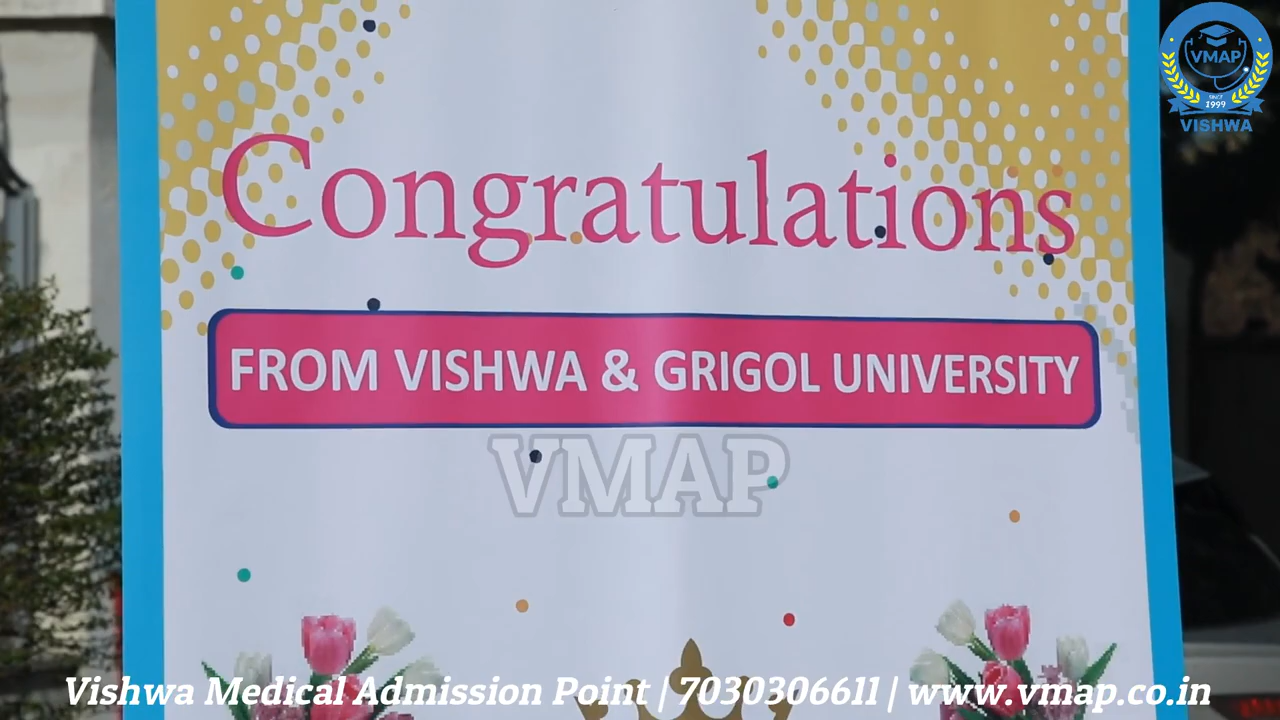 VMAP
SINCE
1999
VISHWA
Congratulations
FROM VISHWA & GRIGOL UNIVERSITY
VMAP
Vishwa Medical Admission Point | 7030306611 | www.vmap.co.in